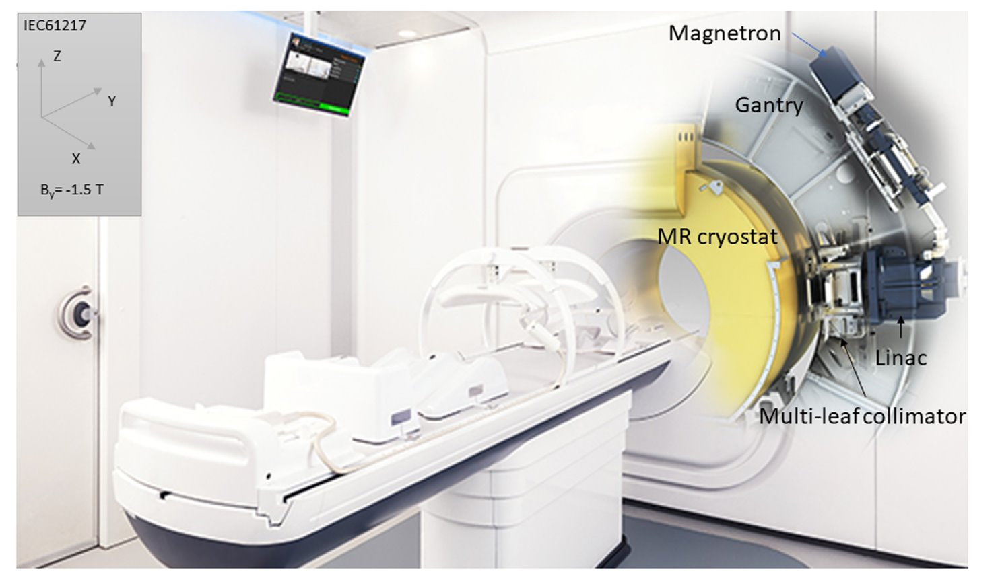 IEC61217
Z
Y
X
By= -1.5 T
Magnetron
Gantry
MR cryostat
Linac
Multi-leaf collimator